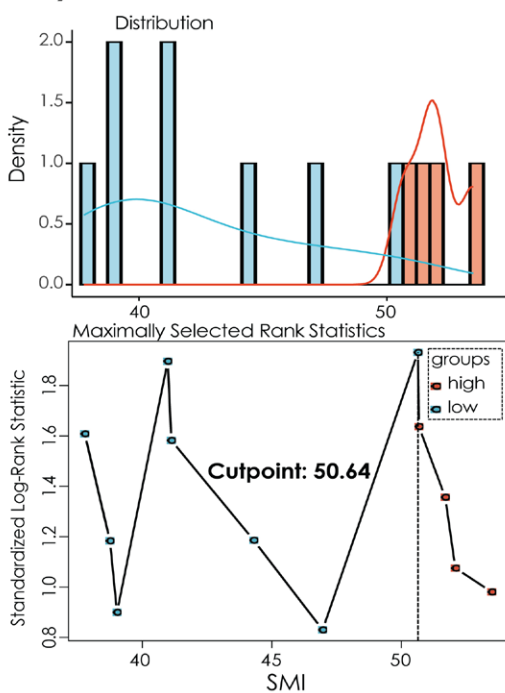 Distribution
Density
2.0
1.5
1.0
0.5
0.0
40 50
Maximally Selected Rank Statistics
Standardized Log-Rank Statistic
1.8
1.6
1.4
1.2
1.0
0.8
groups
high
low
Cutpoint: 50.64
40 45 50
SMI